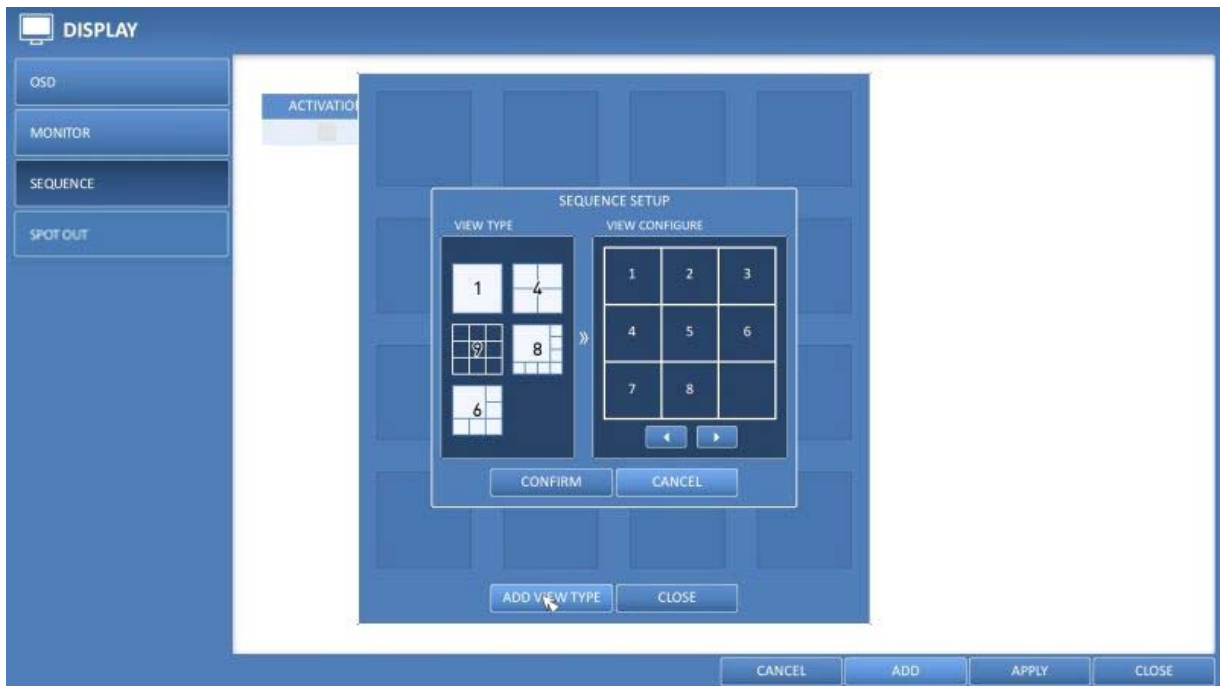 DISPLAY
OSD
MONITOR
SEQUENCE
SPOT OUT
ACTIVATIO
SEQUENCE SETUP
VIEW TYPE
VIEW CONFIGURE
1 4
9 8
6
»
1 2 3
4 5 6
7 8
CONFIRM CANCEL
ADD VIEW TYPE CLOSE
CANCEL ADD APPLY CLOSE